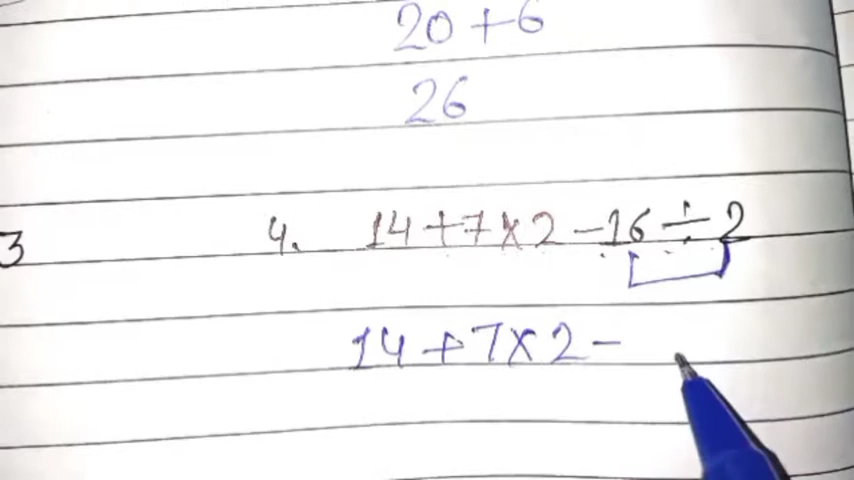 20 + 6
26
3
4. 14 + 7 × 2 - 16 ÷ 2
14 + 7 × 2 -